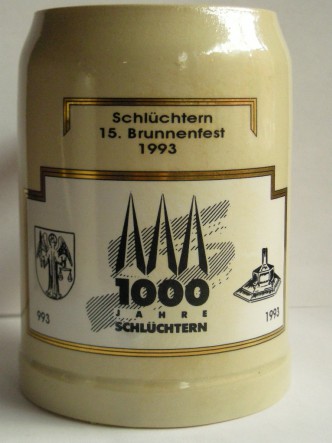 Schlüchtern
15. Brunnenfest
1993
1000
JAHRE
SCHLÜCHTERN
993
1993